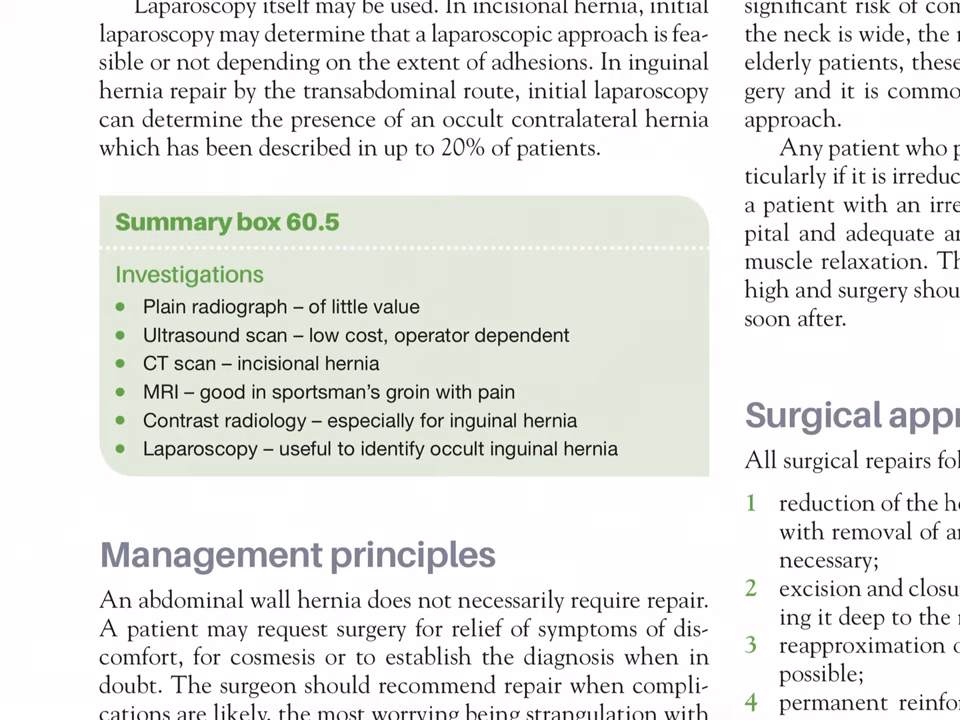 Laparoscopy itself may be used. In incisional hernia, initial
laparoscopy may determine that a laparoscopic approach is fea-
sible or not depending on the extent of adhesions. In inguinal
hernia repair by the transabdominal route, initial laparoscopy
can determine the presence of an occult contralateral hernia
which has been described in up to 20% of patients.
Summary box 60.5
Investigations
• Plain radiograph – of little value
• Ultrasound scan – low cost, operator dependent
• CT scan – incisional hernia
• MRI – good in sportsman's groin with pain
• Contrast radiology – especially for inguinal hernia
• Laparoscopy – useful to identify occult inguinal hernia
Management principles
An abdominal wall hernia does not necessarily require repair.
A patient may request surgery for relief of symptoms of dis-
comfort, for cosmesis or to establish the diagnosis when in
doubt. The surgeon should recommend repair when compli-
cations are likely, the most worrying being strangulation with
significant risk of com
the neck is wide, the
elderly patients, these
gery and it is commo
approach.
Any patient who p
ticularly if it is irreduc
a patient with an irre
pital and adequate an
muscle relaxation. Th
high and surgery shou
soon after.
Surgical appr
All surgical repairs fol
1 reduction of the he
with removal of an
necessary;
2 excision and closu
ing it deep to the
3 reapproximation o
possible;
4 permanent reinfo